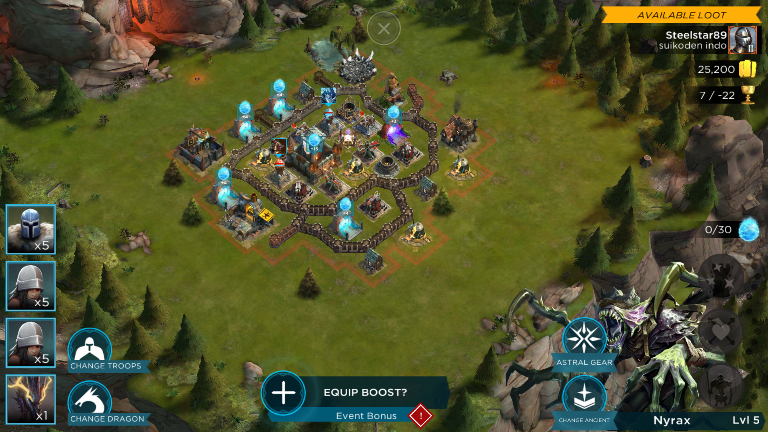 AVAILABLE LOOT
Steelstar89
suikoden indo
25,200
7 / -22
0/30
x5
x5
x5
x1
CHANGE TROOPS
CHANGE DRAGON
EQUIP BOOST?
Event Bonus !
ASTRAL GEAR
CHANGE ANCIENT
Nyrax Lvl 5